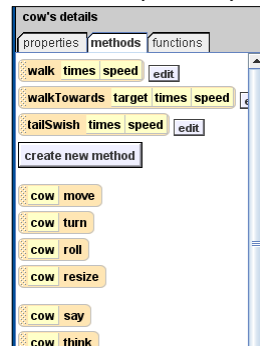 cow's details
properties methods functions
walk times speed edit
walkTowards target times speed
tailSwish times speed edit
create new method
cow move
cow turn
cow roll
cow resize
cow say
cow think